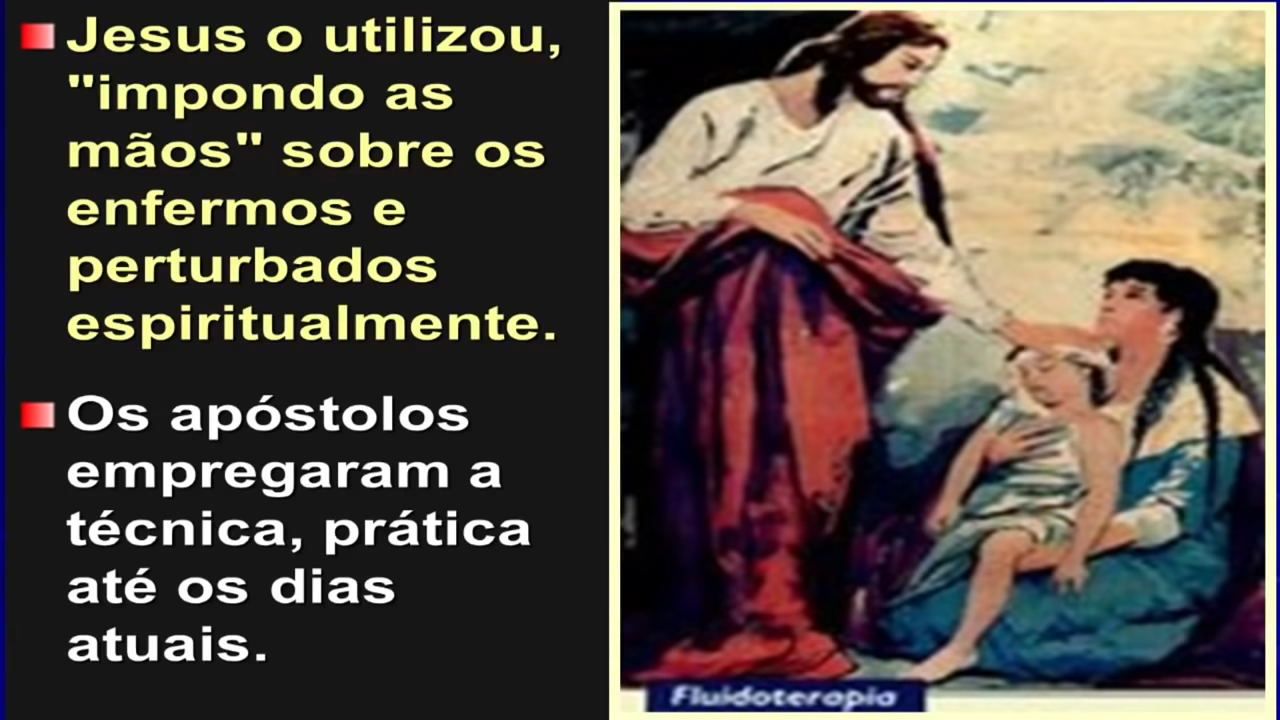 Jesus o utilizou,
"impondo as
mãos" sobre os
enfermos e
perturbados
espiritualmente.
Os apóstolos
empregaram a
técnica, prática
até os dias
atuais.
Fluidoterapia